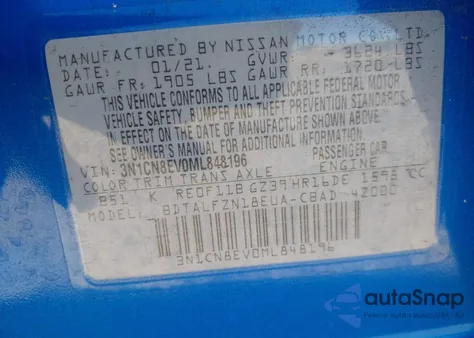 MANUFACTURED BY NISSAN MOTOR CO. LTD.
DATE: 01/21. GVWR: 3624 LBS
GAWR FR: 1905 LBS GAWR RR: 1720 LBS
THIS VEHICLE CONFORMS TO ALL APPLICABLE FEDERAL MOTOR
VEHICLE SAFETY, BUMPER AND THEFT PREVENTION STANDARDS
IN EFFECT ON THE DATE OF MANUFACTURE SHOWN ABOVE.
SEE OWNER'S MANUAL FOR ADDITIONAL INFORMATION
VIN: 3N1CN8EV0ML848196 PASSENGER CAR
COLOR TRIM TRANS AXLE ENGINE
B51 K RE0F11B GZ39 HR16DE 1598 CC
MODEL: BDTALFZN18EUA-C8AD- 42000
3N1CN8EV0ML848196
autoSnap